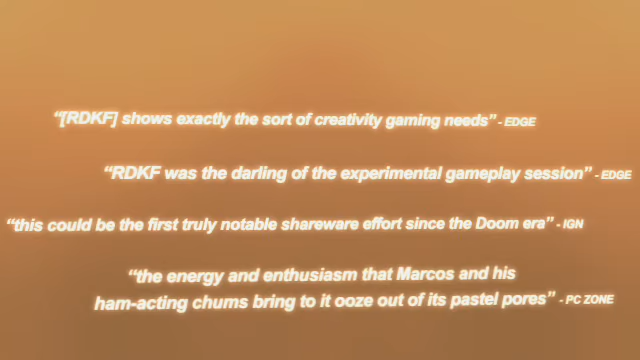 “[RDKF] shows exactly the sort of creativity gaming needs” - EDGE
“RDKF was the darling of the experimental gameplay session” - EDGE
“this could be the first truly notable shareware effort since the Doom era” - IGN
“the energy and enthusiasm that Marcos and his
ham-acting chums bring to it ooze out of its pastel pores” - PC ZONE